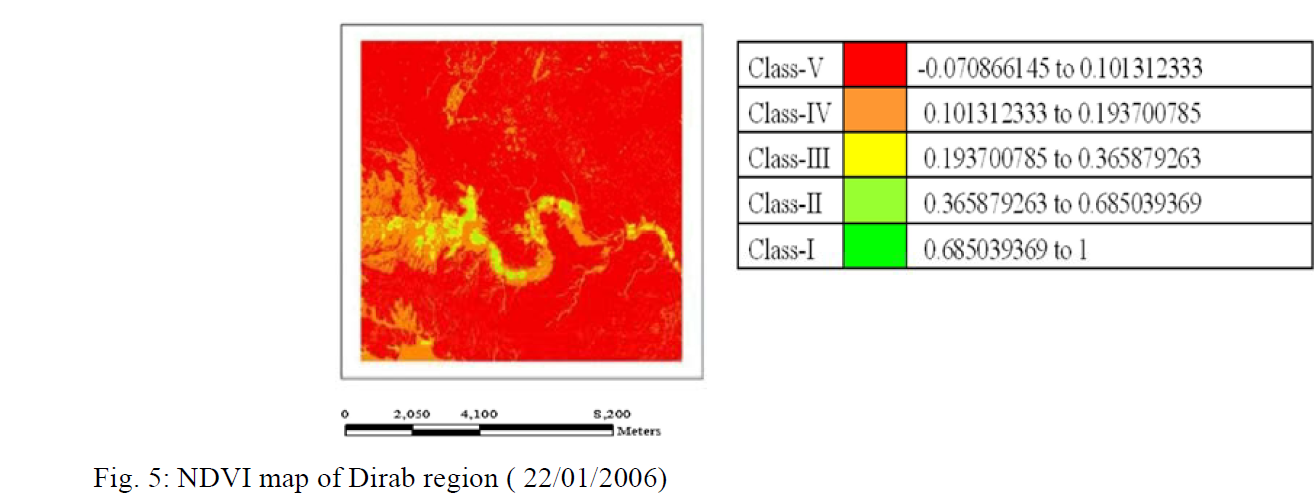 Class-V -0.070866145 to 0.101312333
Class-IV 0.101312333 to 0.193700785
Class-III 0.193700785 to 0.365879263
Class-II 0.365879263 to 0.685039369
Class-I 0.685039369 to 1
0 2,050 4,100 8,200
Meters
Fig. 5: NDVI map of Dirab region ( 22/01/2006)